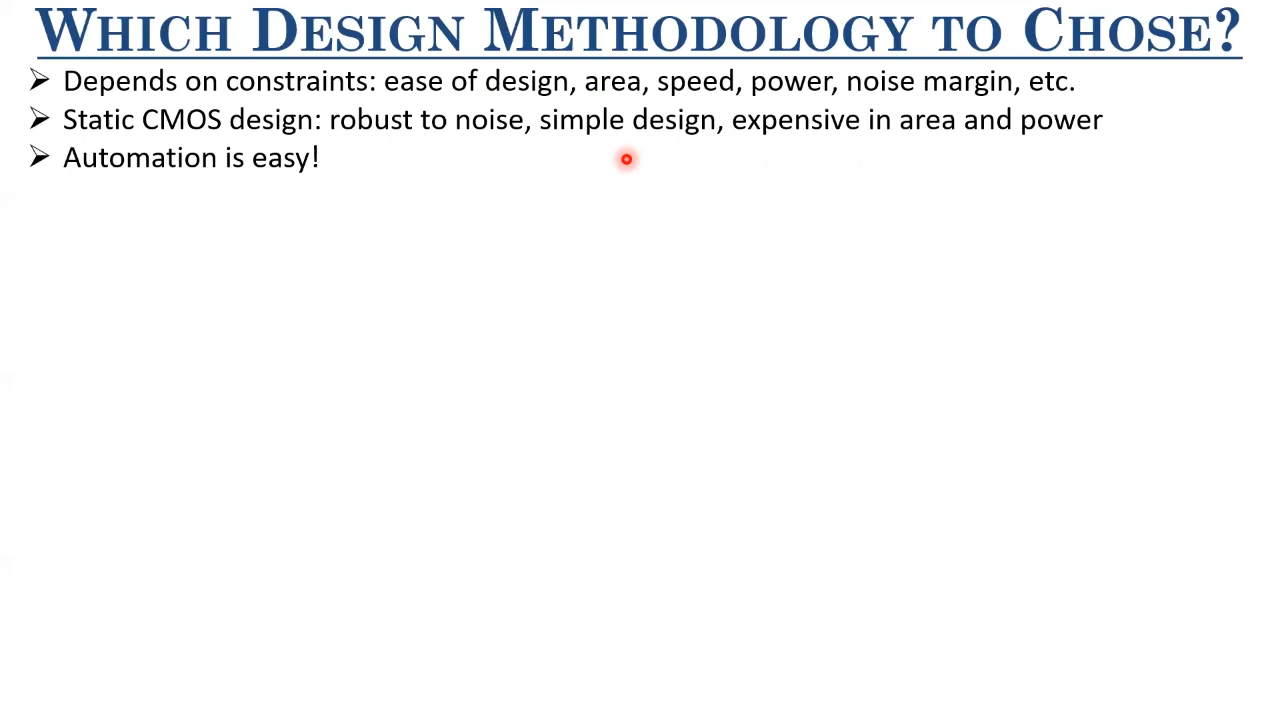 WHICH DESIGN METHODOLOGY TO CHOSE?
➢ Depends on constraints: ease of design, area, speed, power, noise margin, etc.
➢ Static CMOS design: robust to noise, simple design, expensive in area and power
➢ Automation is easy!